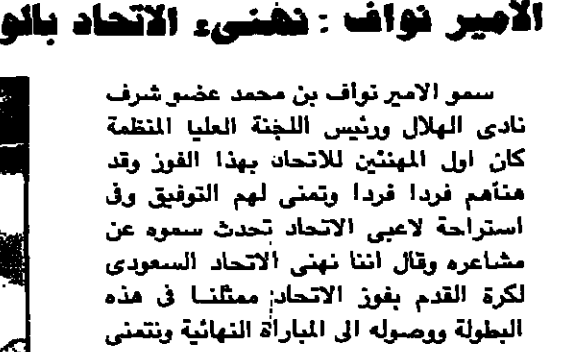 الأمير نواف : نهنىء الاتحاد
سمو الامير نواف بن محمد عضو شرف
نادى الهلال ورئيس اللجنة العليا المنظمة
كان اول المهنئين للاتحاد بهذا الفوز وقد
هنأهم فردا فردا وتمنى لهم التوفيق وفى
استراحة لاعبى الاتحاد تحدث سموه عن
مشاعره وقال اننا نهنى الاتحاد السعودى
لكرة القدم بفوز الاتحاد ممثلنا فى هذه
البطولة ووصوله الى المباراة النهائية ونتمنى